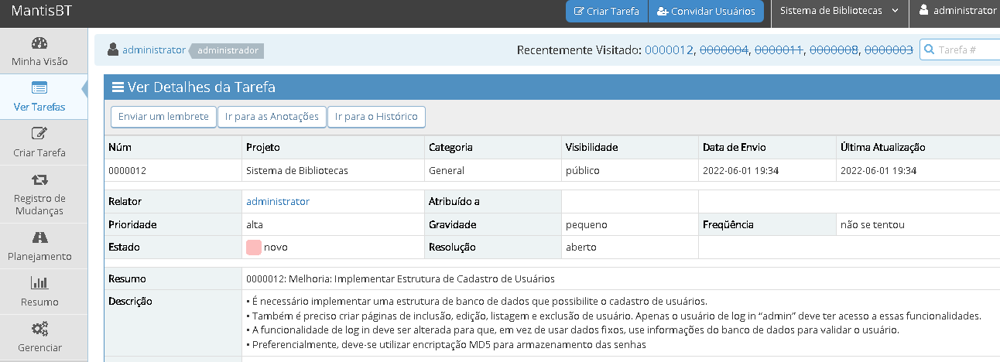 MantisBT
Criar Tarefa
Convidar Usuários
Sistema de Bibliotecas
administrator
Minha Visão
Ver Tarefas
Criar Tarefa
Registro de
Mudanças
Planejamento
Resumo
Gerenciar
administrator administrador
Recentemente Visitado: 0000012, 0000004, 0000011, 0000008, 0000003
Tarefa #
Ver Detalhes da Tarefa
Enviar um lembrete Ir para as Anotações Ir para o Histórico
Núm Projeto Categoria Visibilidade Data de Envio Última Atualização
0000012 Sistema de Bibliotecas General público 2022-06-01 19:34 2022-06-01 19:34
Relator administrator Atribuído a
Prioridade alta Gravidade pequeno Freqüência não se tentou
Estado novo Resolução aberto
Resumo 0000012: Melhoria: Implementar Estrutura de Cadastro de Usuários
Descrição • É necessário implementar uma estrutura de banco de dados que possibilite o cadastro de usuários.
• Também é preciso criar páginas de inclusão, edição, listagem e exclusão de usuário. Apenas o usuário de log in “admin” deve ter acesso a essas funcionalidades.
• A funcionalidade de log in deve ser alterada para que, em vez de usar dados fixos, use informações do banco de dados para validar o usuário.
• Preferencialmente, deve-se utilizar encriptação MD5 para armazenamento das senhas